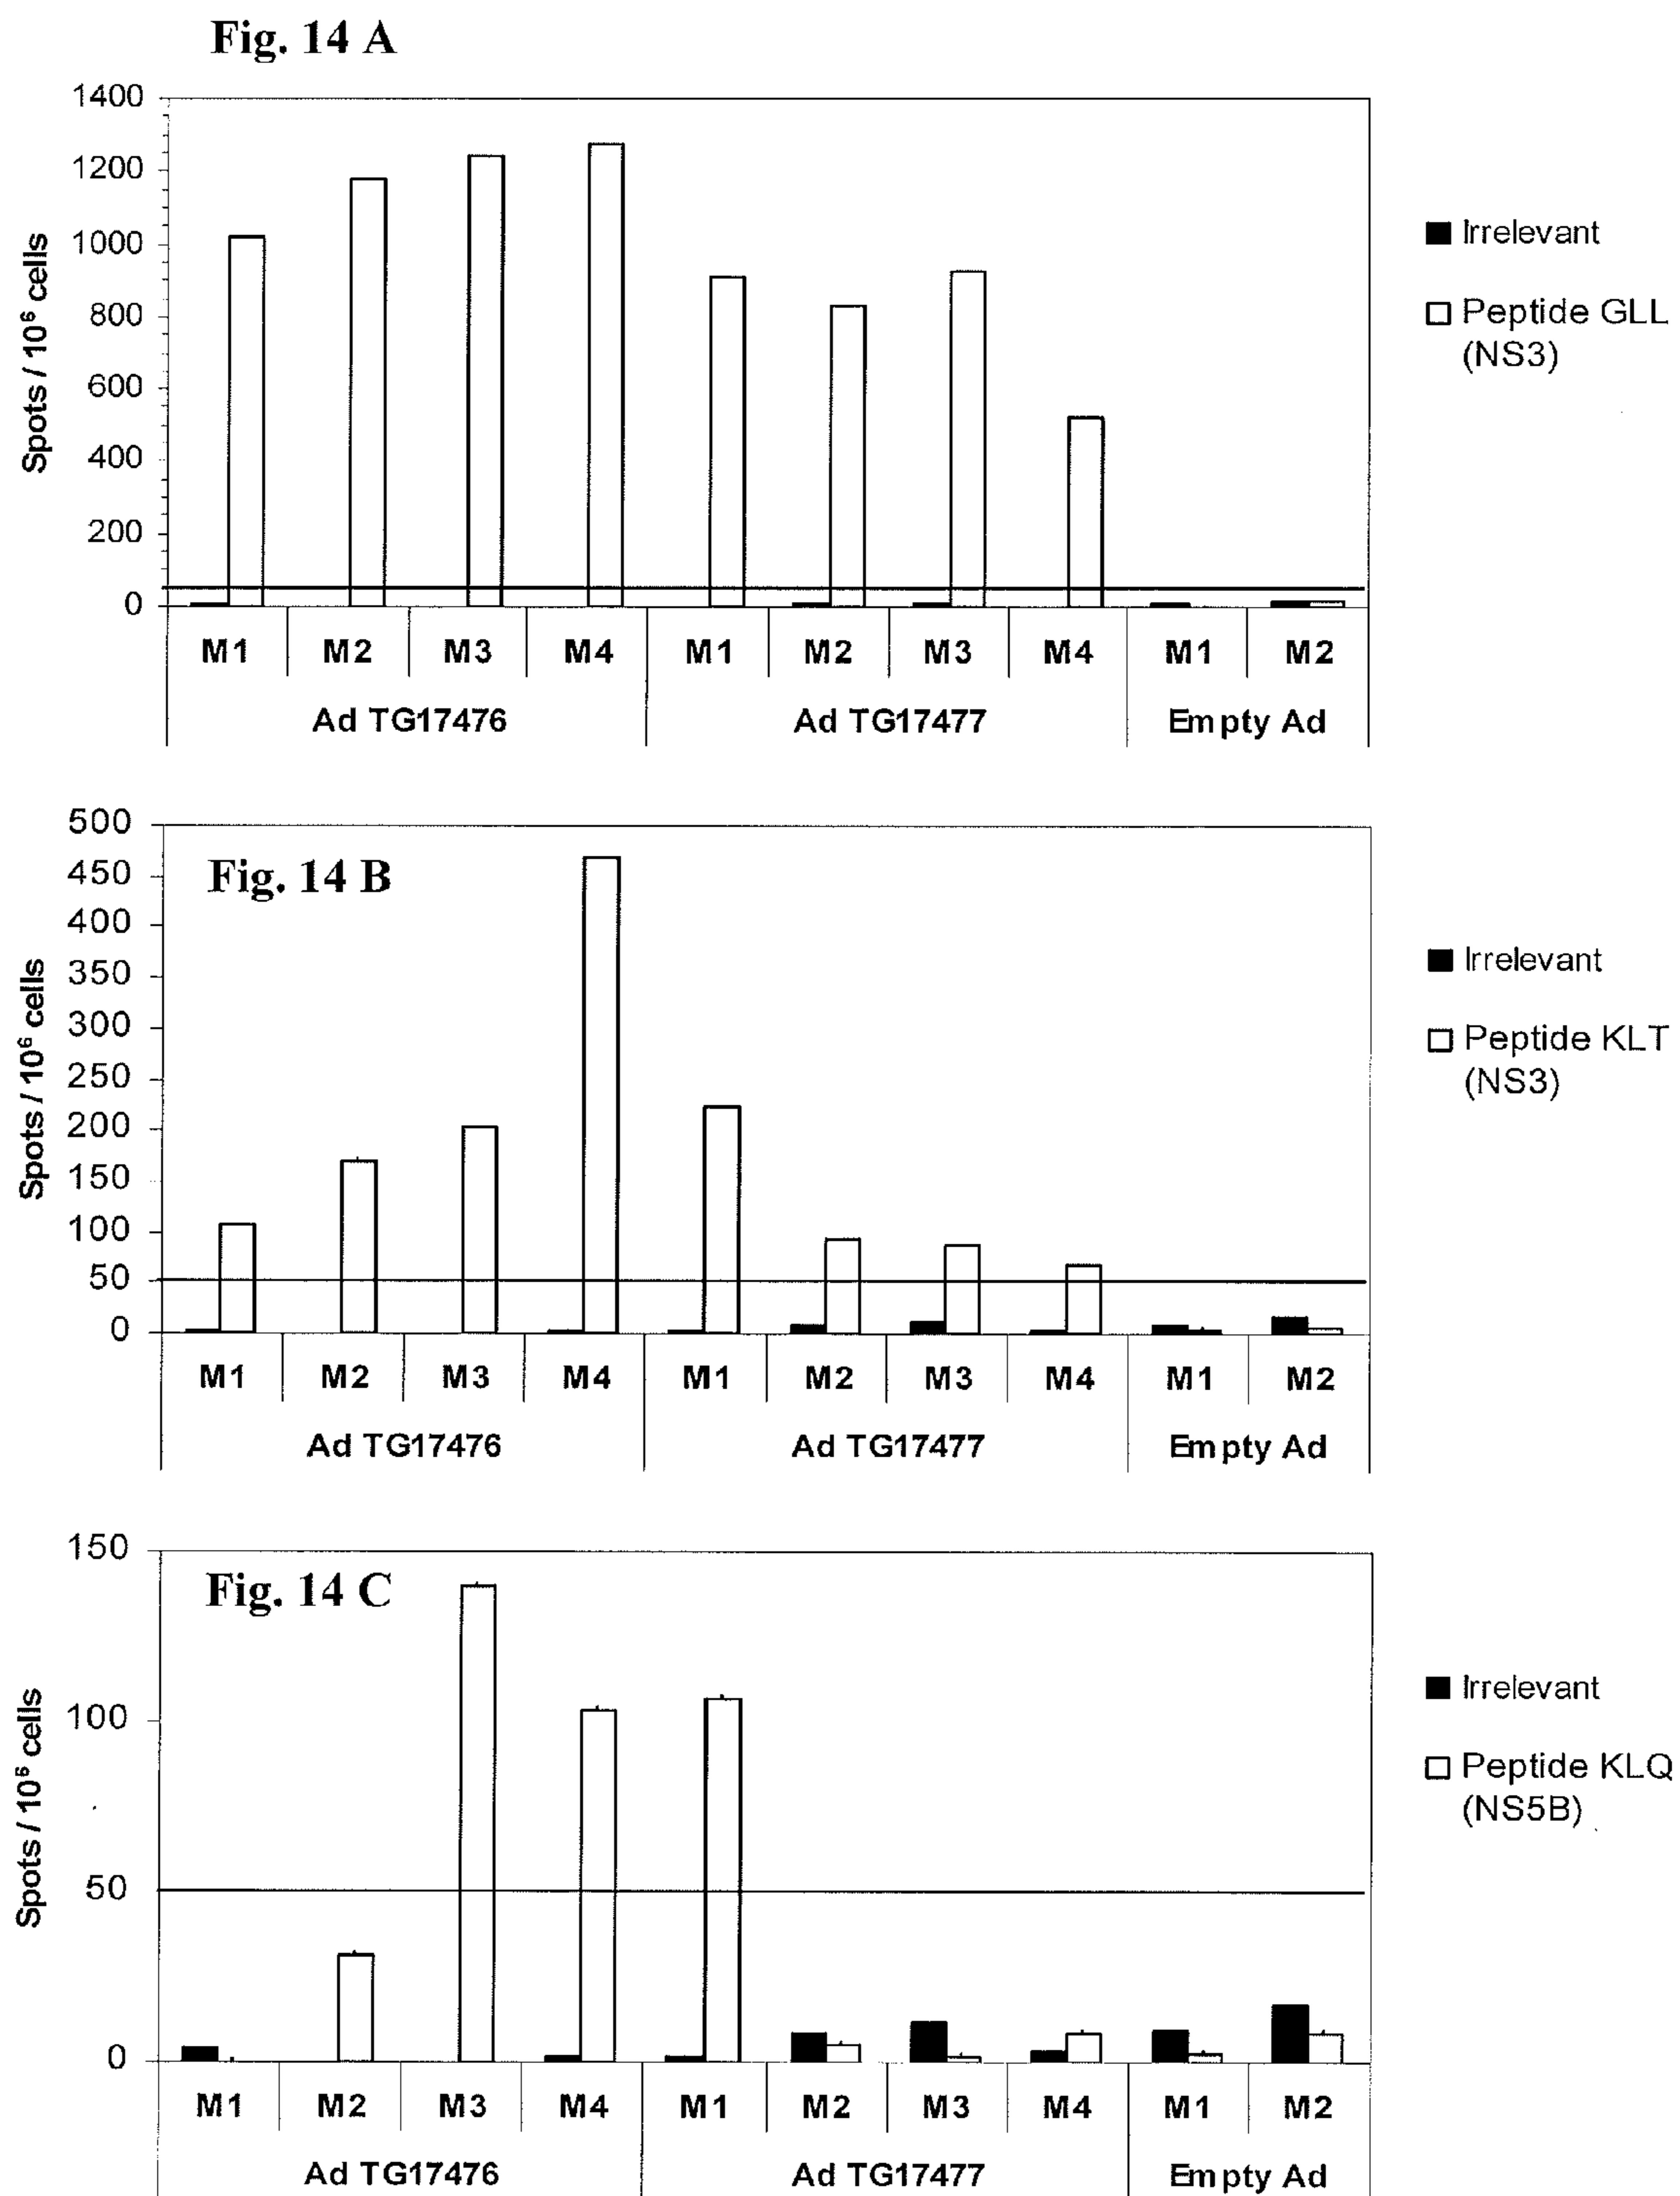 Fig. 14 A
1400
1200
1000
800
600
400
200
0
Spots / 10⁶ cells
M1 M2 M3 M4 M1 M2 M3 M4 M1 M2
Ad TG17476 Ad TG17477 Empty Ad
Irrelevant
Peptide GLL
(NS3)
Fig. 14 B
500
450
400
350
300
250
200
150
100
50
0
Spots / 10⁶ cells
M1 M2 M3 M4 M1 M2 M3 M4 M1 M2
Ad TG17476 Ad TG17477 Empty Ad
Irrelevant
Peptide KLT
(NS3)
Fig. 14 C
150
100
50
0
Spots / 10⁶ cells
M1 M2 M3 M4 M1 M2 M3 M4 M1 M2
Ad TG17476 Ad TG17477 Empty Ad
Irrelevant
Peptide KLQ
(NS5B)